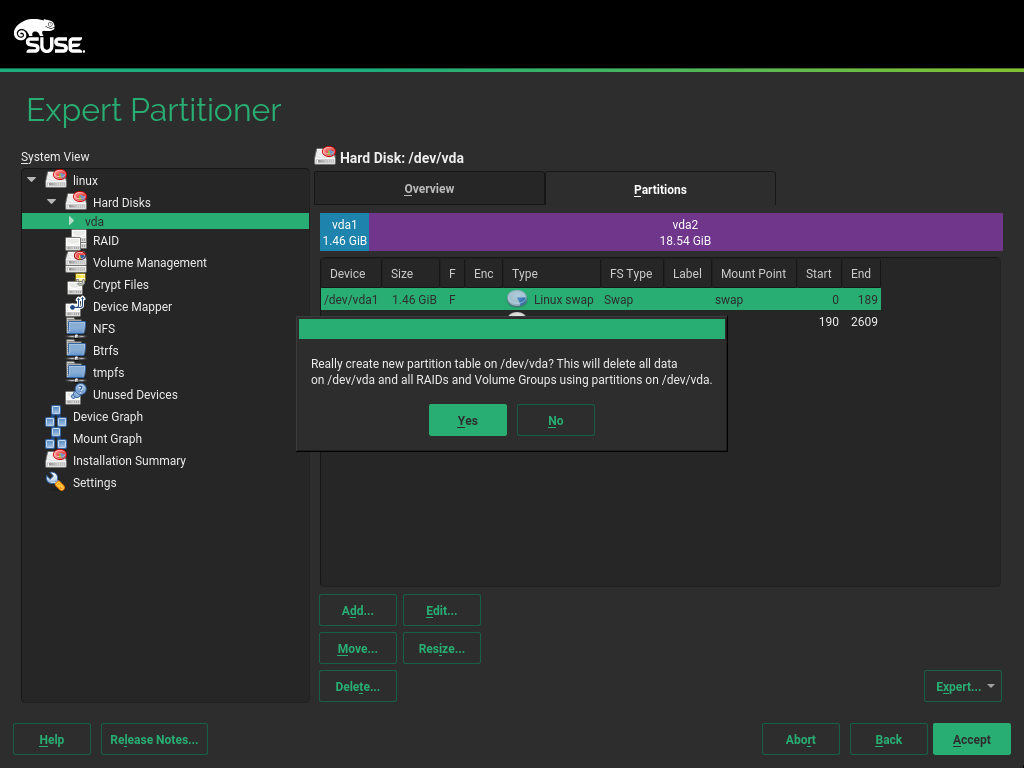 SUSE
Expert Partitioner
System View
linux
Hard Disks
vda
RAID
Volume Management
Crypt Files
Device Mapper
NFS
Btrfs
tmpfs
Unused Devices
Device Graph
Mount Graph
Installation Summary
Settings
Hard Disk: /dev/vda
Overview Partitions
vda1 vda2
1.46 GiB 18.54 GiB
Device Size F Enc Type FS Type Label Mount Point Start End
/dev/vda1 1.46 GiB F Linux swap Swap swap 0 189
190 2609
Really create new partition table on /dev/vda? This will delete all data
on /dev/vda and all RAIDs and Volume Groups using partitions on /dev/vda.
Yes No
Add... Edit...
Move... Resize...
Delete... Expert...
Help Release Notes... Abort Back Accept